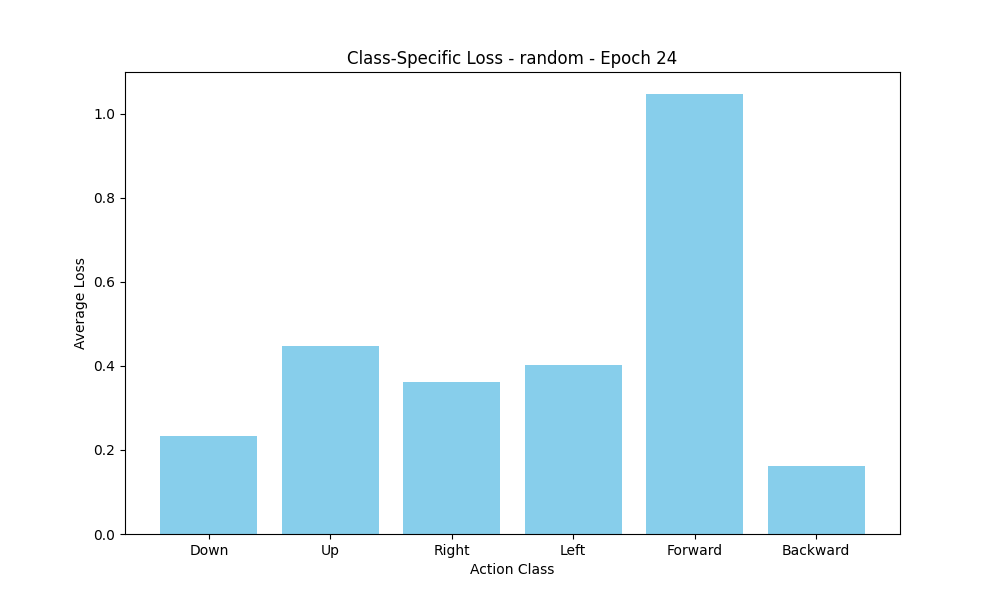 Class-Specific Loss - random - Epoch 24
1.0
0.8
0.6
0.4
0.2
0.0
Average Loss
Down Up Right Left Forward Backward
Action Class